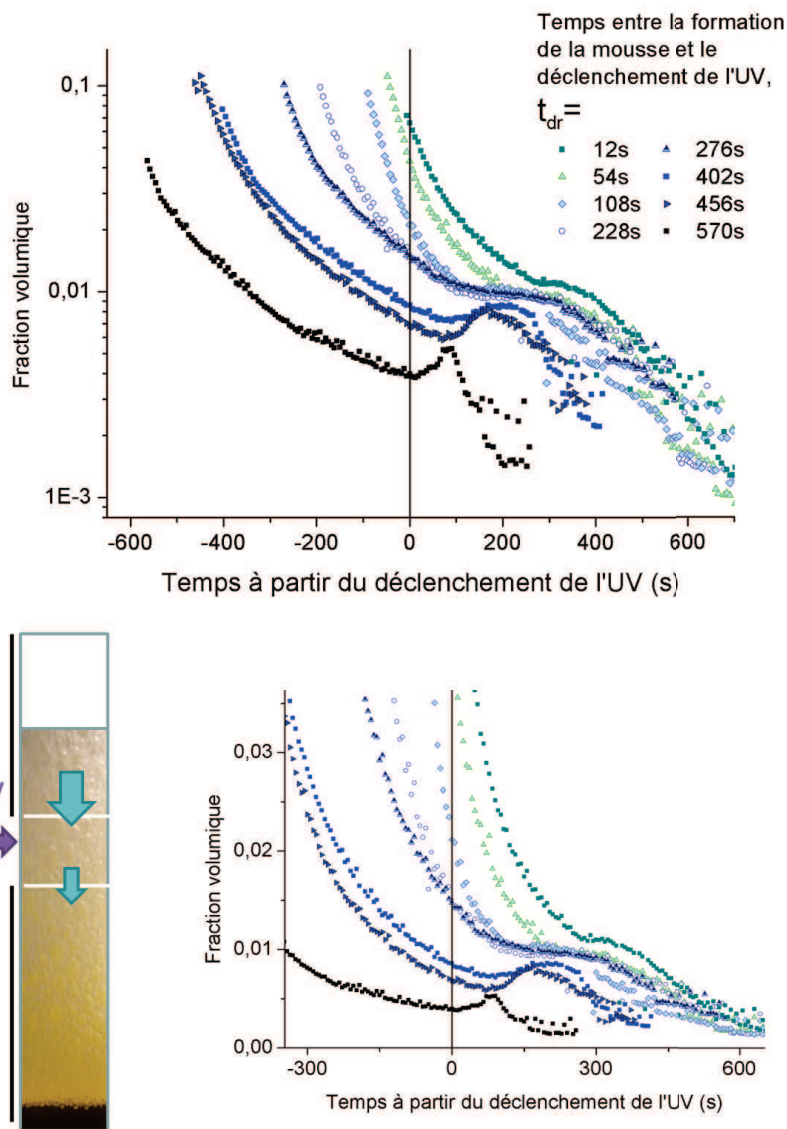 Temps entre la formation
de la mousse et le
déclenchement de l'UV,
t_dr=
12s 276s
54s 402s
108s 456s
228s 570s
Fraction volumique
0,1
0,01
1E-3
-600 -400 -200 0 200 400 600
Temps à partir du déclenchement de l'UV (s)
Fraction volumique
0,03
0,02
0,01
0,00
-300 0 300 600
Temps à partir du déclenchement de l'UV (s)